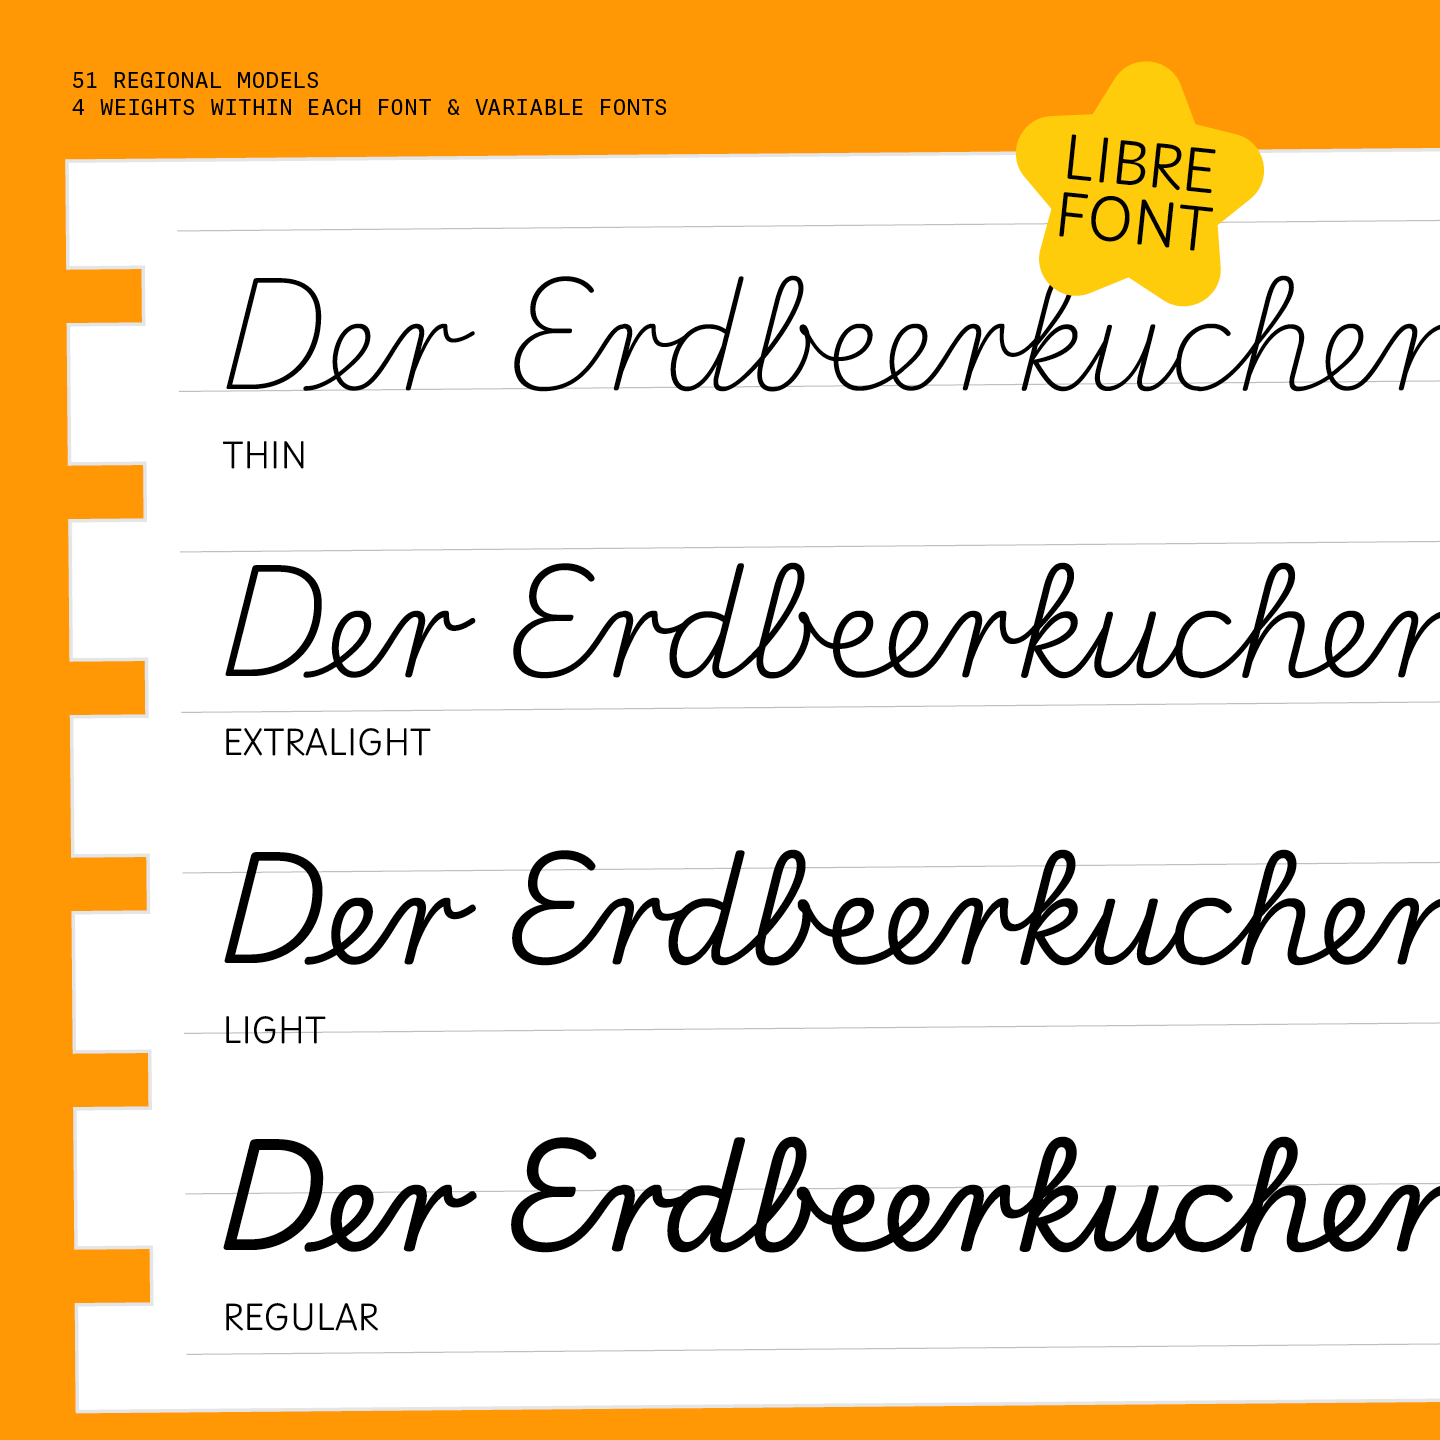 51 REGIONAL MODELS
4 WEIGHTS WITHIN EACH FONT & VARIABLE FONTS
LIBRE
FONT
Der Erdbeerkuchen
THIN
Der Erdbeerkuchen
EXTRALIGHT
Der Erdbeerkuchen
LIGHT
Der Erdbeerkuchen
REGULAR